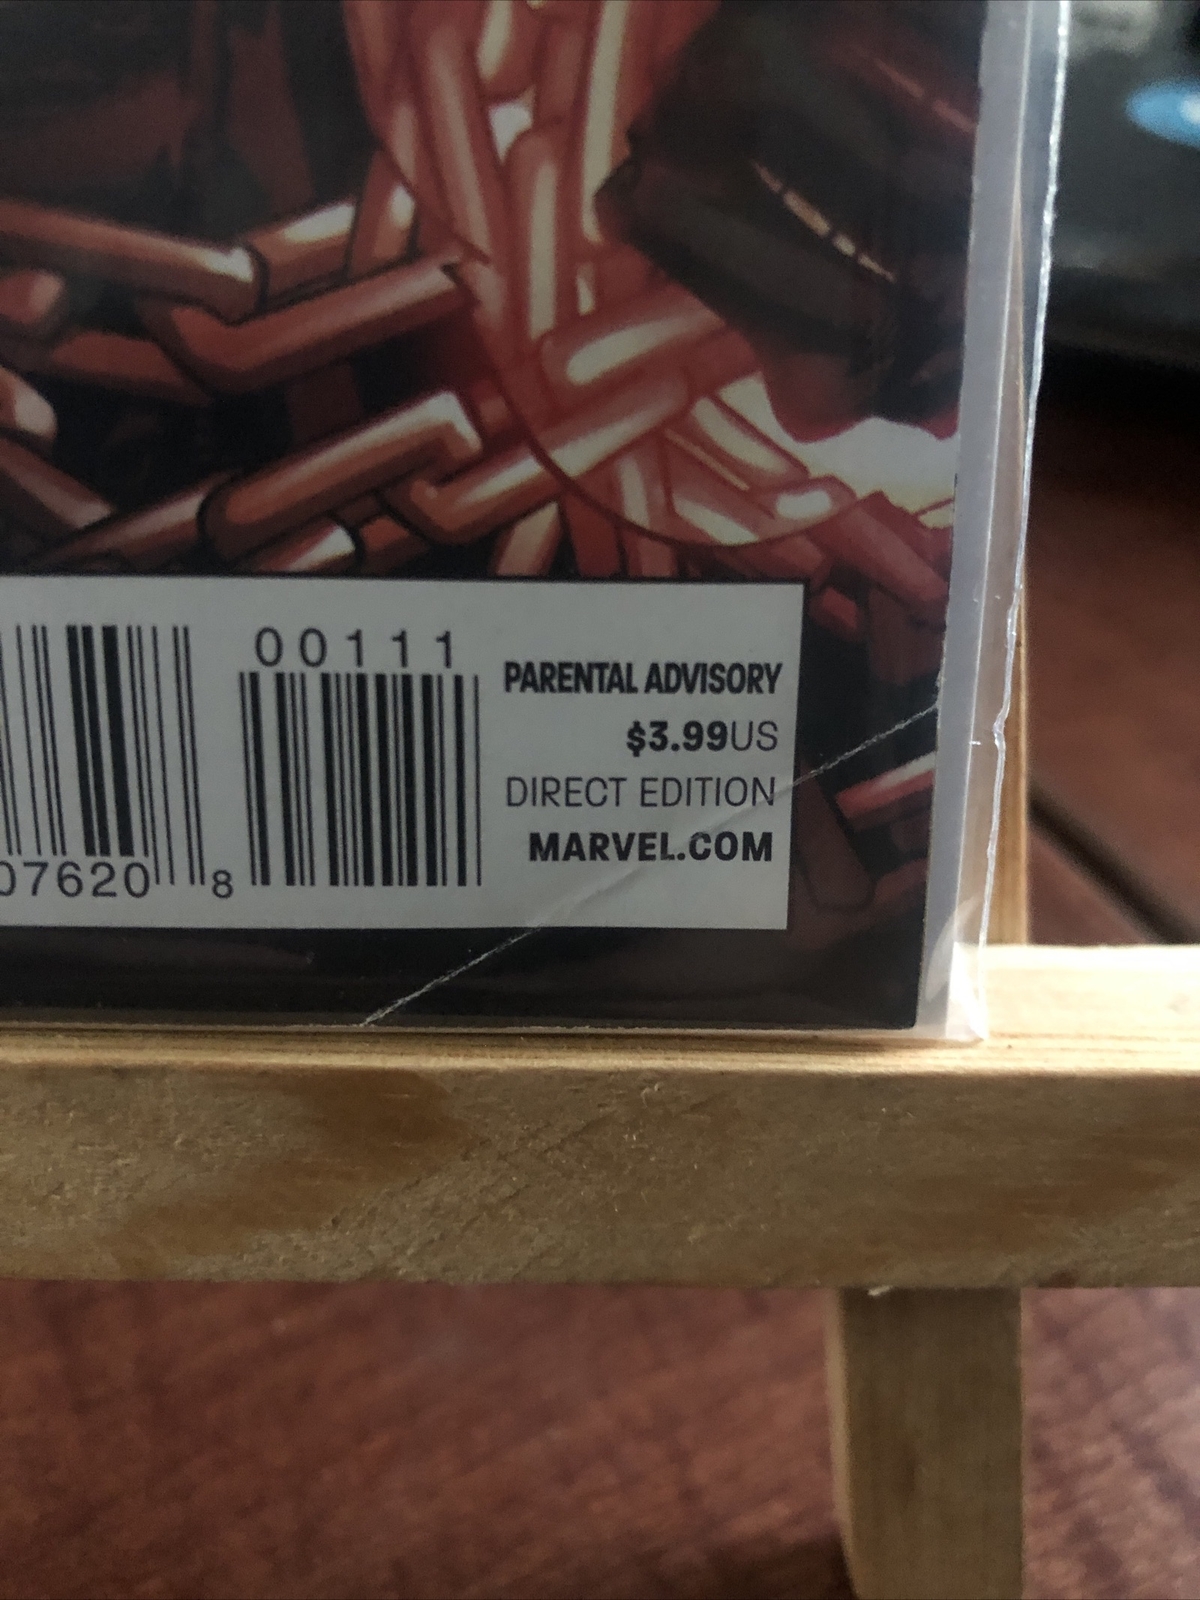 00111
PARENTAL ADVISORY
$3.99US
DIRECT EDITION
MARVEL.COM
07620 8